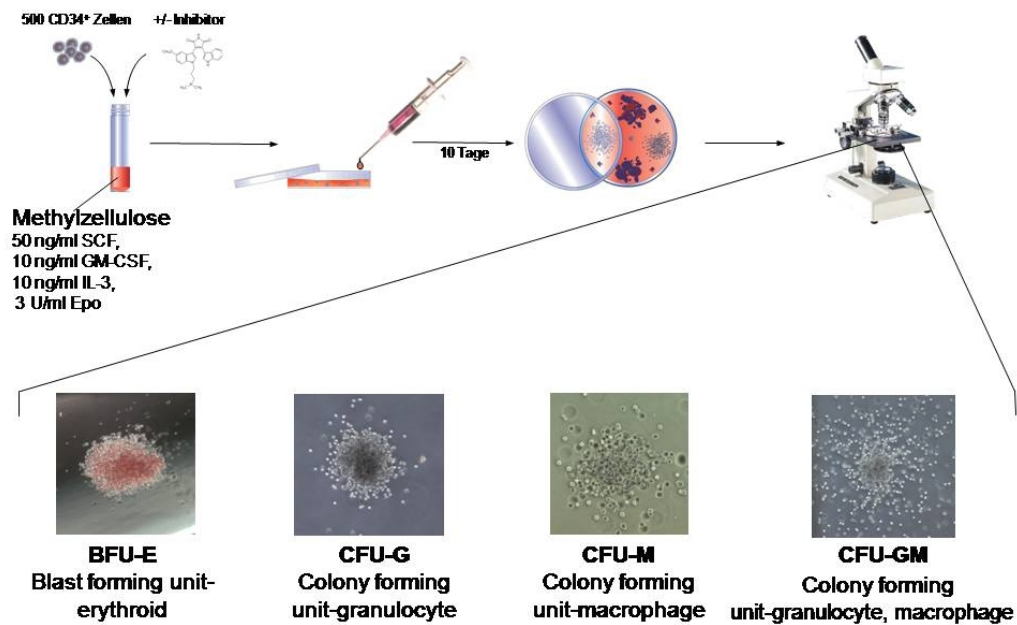 500 CD34⁺ Zellen
+/- Inhibitor
10 Tage
Methylzellulose
50 ng/ml SCF,
10 ng/ml GM-CSF,
10 ng/ml IL-3,
3 U/ml Epo
BFU-E
Blast forming unit-
erythroid
CFU-G
Colony forming
unit-granulocyte
CFU-M
Colony forming
unit-macrophage
CFU-GM
Colony forming
unit-granulocyte, macrophage